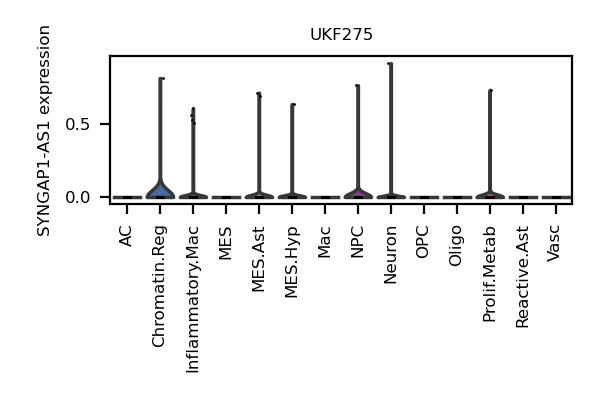 UKF275
SYNGAP1-AS1 expression
0.5
0.0
AC
Chromatin.Reg
Inflammatory.Mac
MES
MES.Ast
MES.Hyp
Mac
NPC
Neuron
OPC
Oligo
Prolif.Metab
Reactive.Ast
Vasc